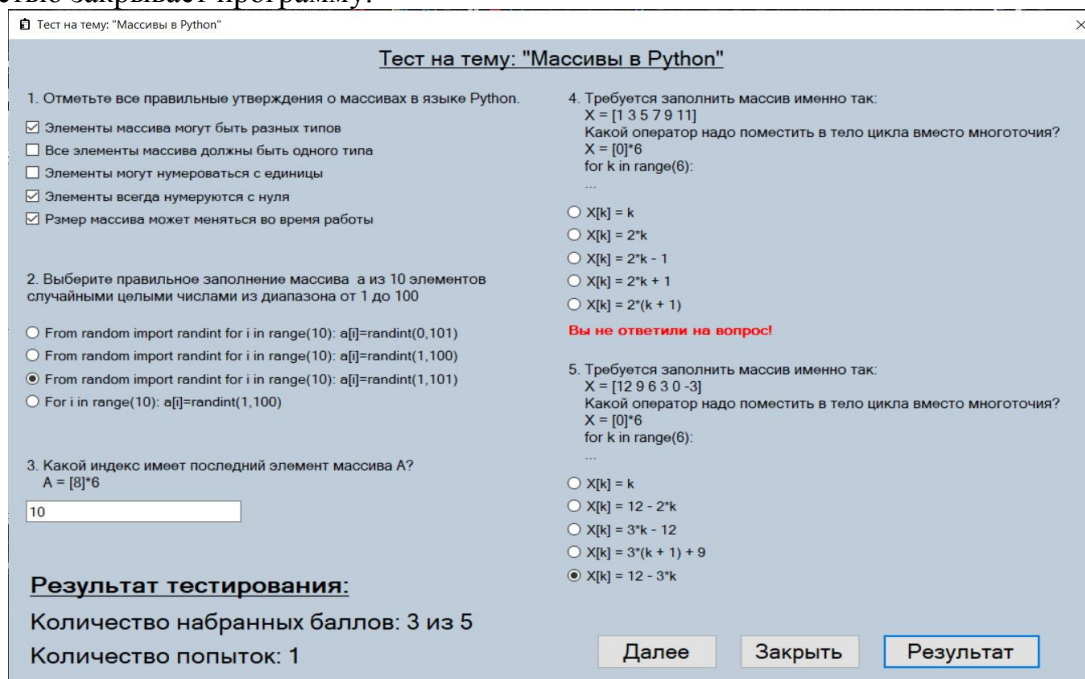 стью закрывает программу.
Тест на тему: "Массивы в Python"
Тест на тему: "Массивы в Python"
1. Отметьте все правильные утверждения о массивах в языке Python.
Элементы массива могут быть разных типов
Все элементы массива должны быть одного типа
Элементы могут нумероваться с единицы
Элементы всегда нумеруются с нуля
Рзмер массива может меняться во время работы
2. Выберите правильное заполнение массива а из 10 элементов
случайными целыми числами из диапазона от 1 до 100
From random import randint for i in range(10): a[i]=randint(0,101)
From random import randint for i in range(10): a[i]=randint(1,100)
From random import randint for i in range(10): a[i]=randint(1,101)
For i in range(10): a[i]=randint(1,100)
3. Какой индекс имеет последний элемент массива А?
A = [8]*6
10
Результат тестирования:
Количество набранных баллов: 3 из 5
Количество попыток: 1
4. Требуется заполнить массив именно так:
X = [1 3 5 7 9 11]
Какой оператор надо поместить в тело цикла вместо многоточия?
X = [0]*6
for k in range(6):
...
X[k] = k
X[k] = 2*k
X[k] = 2*k - 1
X[k] = 2*k + 1
X[k] = 2*(k + 1)
Вы не ответили на вопрос!
5. Требуется заполнить массив именно так:
X = [12 9 6 3 0 -3]
Какой оператор надо поместить в тело цикла вместо многоточия?
X = [0]*6
for k in range(6):
...
X[k] = k
X[k] = 12 - 2*k
X[k] = 3*k - 12
X[k] = 3*(k + 1) + 9
X[k] = 12 - 3*k
Далее
Закрыть
Результат